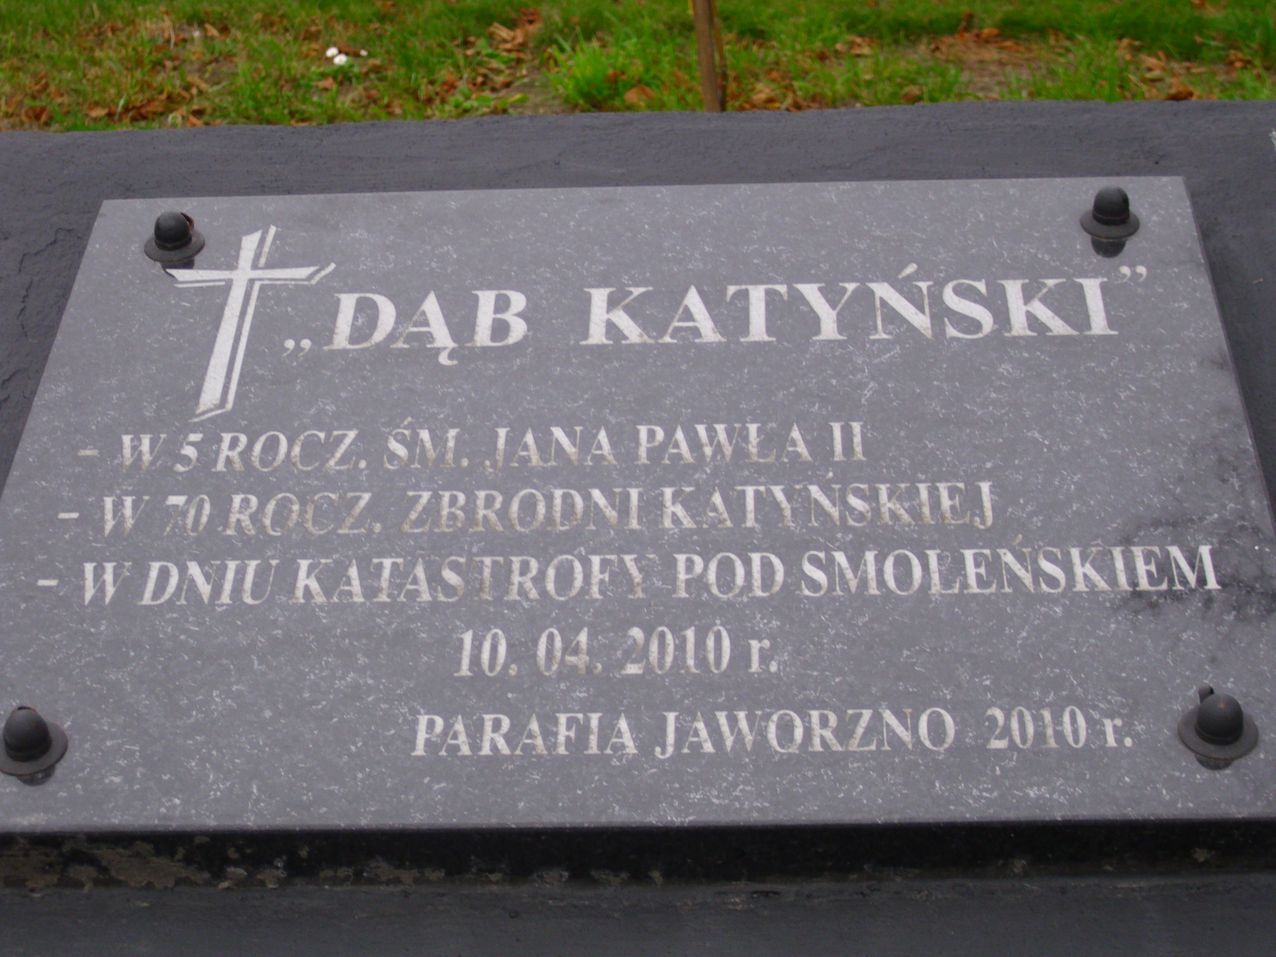 „DĄB KATYŃSKI”
- W 5 ROCZ. ŚM. JANA PAWŁA II
- W 70 ROCZ. ZBRODNI KATYŃSKIEJ
- W DNIU KATASTROFY POD SMOLEŃSKIEM
10. 04. 2010 r.
PARAFIA JAWORZNO 2010 r.